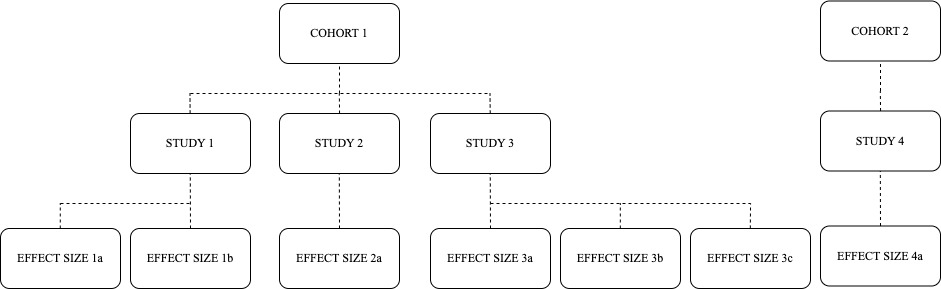 COHORT 1
COHORT 2
STUDY 1
STUDY 2
STUDY 3
STUDY 4
EFFECT SIZE 1a
EFFECT SIZE 1b
EFFECT SIZE 2a
EFFECT SIZE 3a
EFFECT SIZE 3b
EFFECT SIZE 3c
EFFECT SIZE 4a